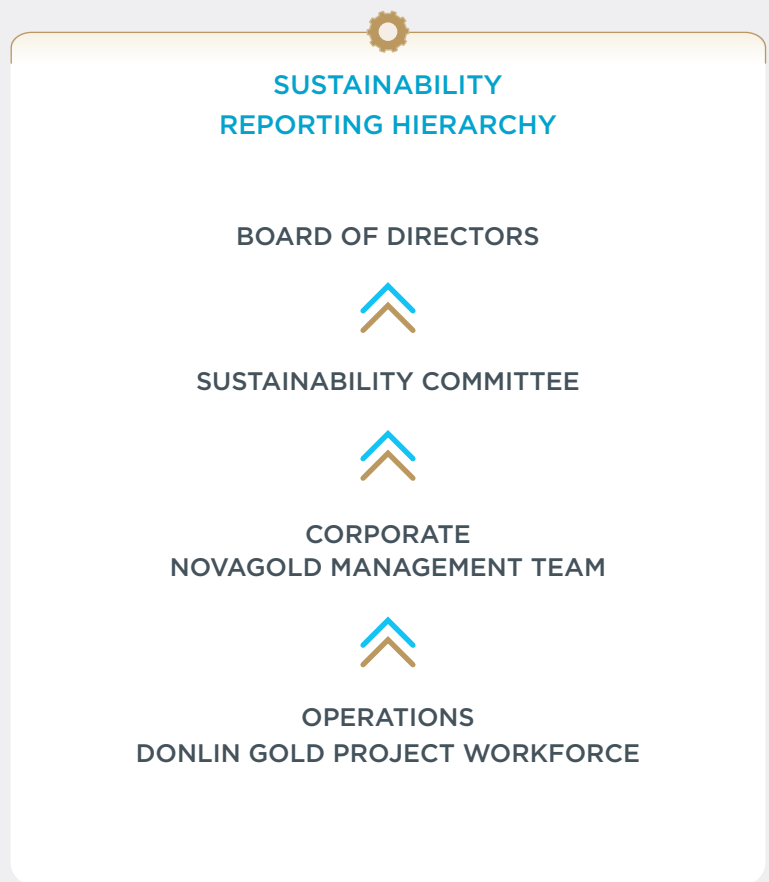 SUSTAINABILITY
REPORTING HIERARCHY
BOARD OF DIRECTORS
SUSTAINABILITY COMMITTEE
CORPORATE
NOVAGOLD MANAGEMENT TEAM
OPERATIONS
DONLIN GOLD PROJECT WORKFORCE